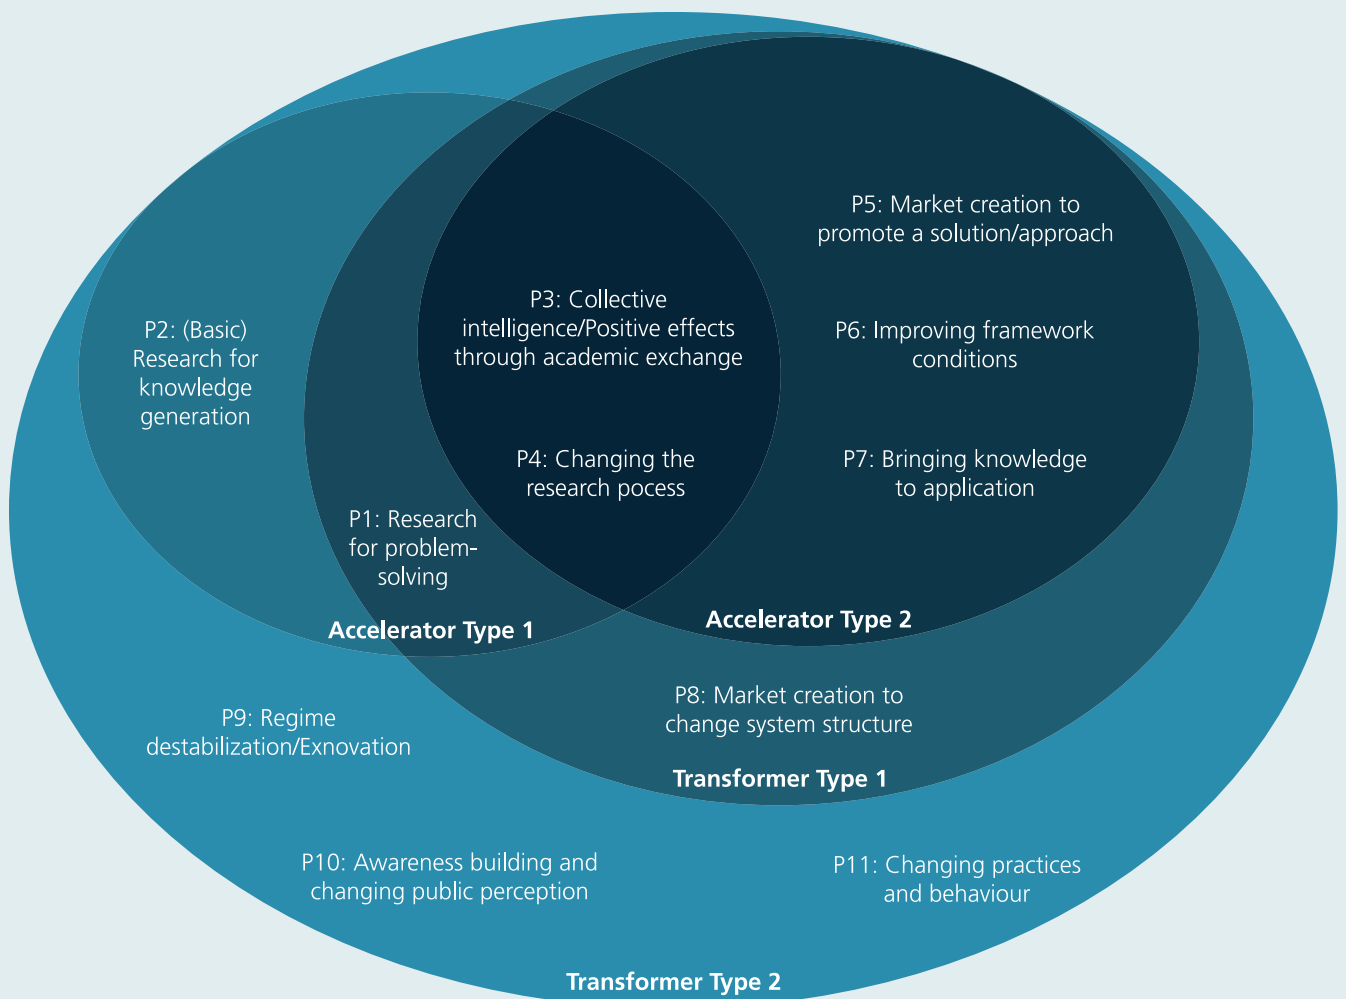 P5: Market creation to
promote a solution/approach
P3: Collective
intelligence/Positive effects
through academic exchange
P2: (Basic)
Research for
knowledge
generation
P6: Improving framework
conditions
P4: Changing the
research pocess
P7: Bringing knowledge
to application
P1: Research
for problem-
solving
Accelerator Type 1
Accelerator Type 2
P8: Market creation to
change system structure
P9: Regime
destabilization/Exnovation
Transformer Type 1
P10: Awareness building and
changing public perception
P11: Changing practices
and behaviour
Transformer Type 2